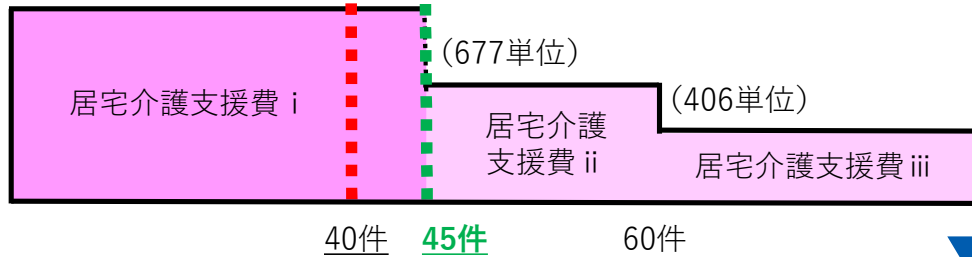 (677単位)
居宅介護支援費ⅰ
(406単位)
居宅介護
支援費ⅱ
居宅介護支援費ⅲ
40件 45件 60件